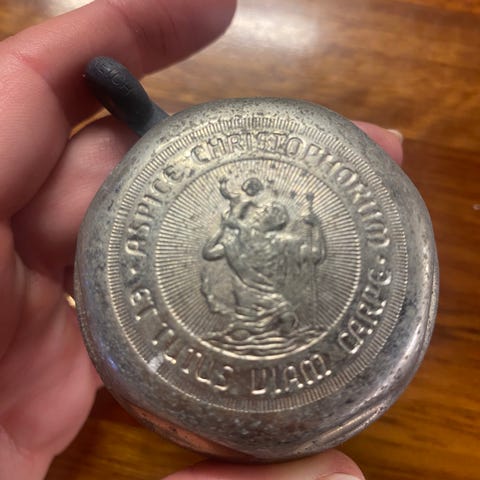 ASPICE CHRISTOPHORUM
ET TUTUS VIAM CARPE